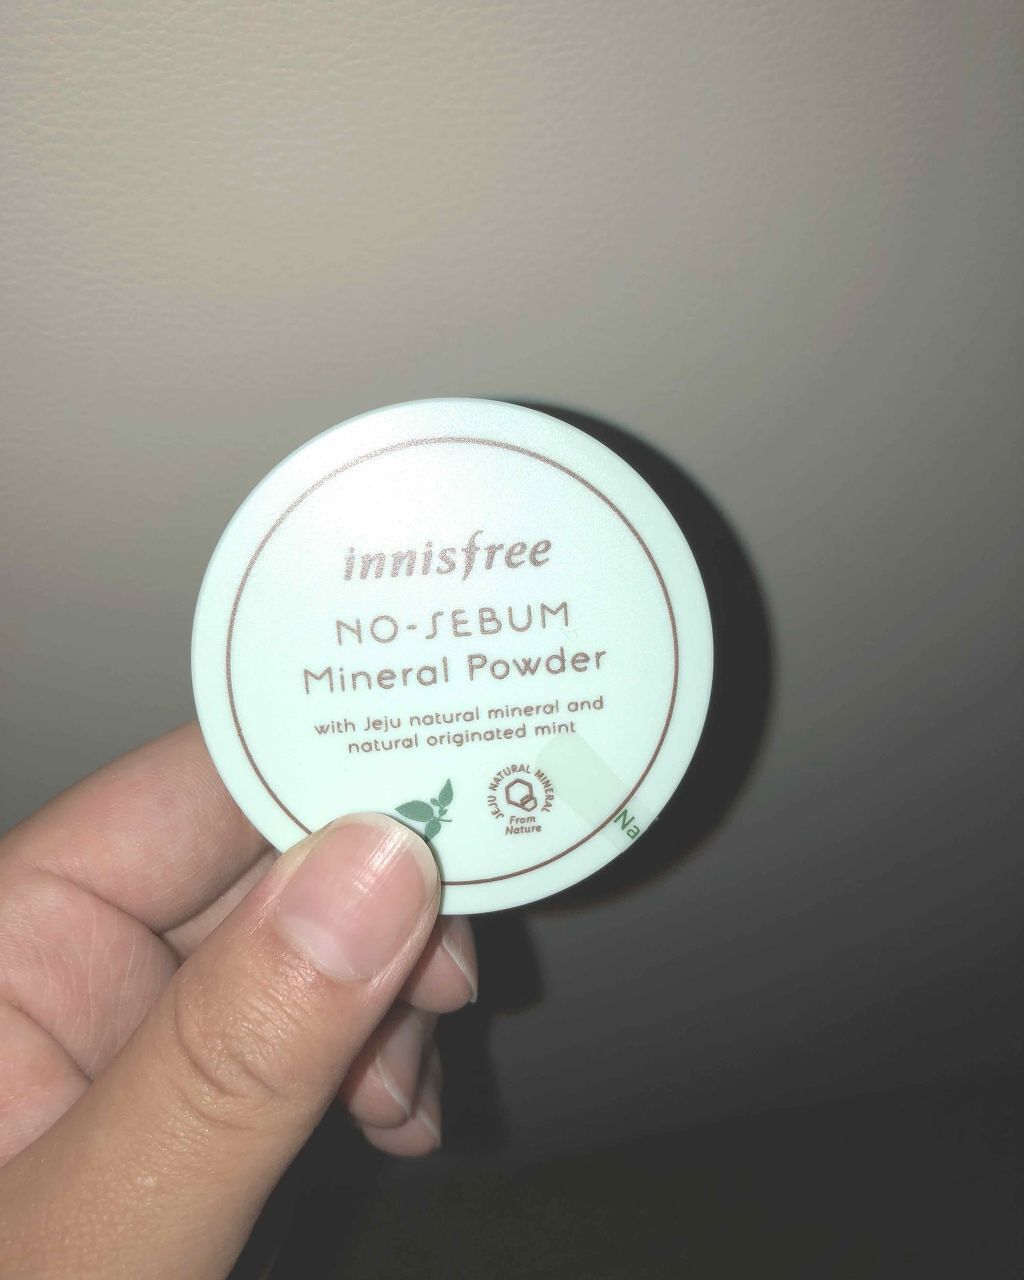 innisfree
NO-SEBUM
Mineral Powder
with Jeju natural mineral and
natural originated mint
JEJU NATURAL MINERAL
From
Nature